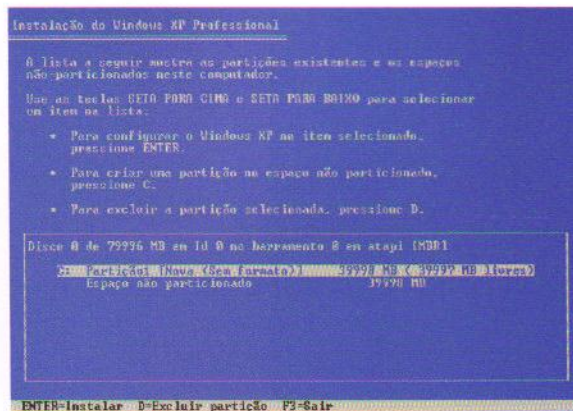 Instalação do Windows XP Professional
A lista a seguir mostra as partições existentes e os espaços
não-particionados neste computador.
Use as teclas SETA PARA CIMA e SETA PARA BAIXO para selecionar
um item na lista:
• Para configurar o Windows XP no item selecionado,
pressione ENTER.
• Para criar uma partição no espaço não particionado,
pressione C.
• Para excluir a partição selecionada, pressione D.
Disco 0 de 79996 MB em Id 0 no barramento 0 em atapi [MBR]
C: Partição1 [Nova (Sem formato)] 39998 MB ( 39997 MB livres)
Espaço não particionado 39998 MB
ENTER=Instalar D=Excluir partição F3=Sair